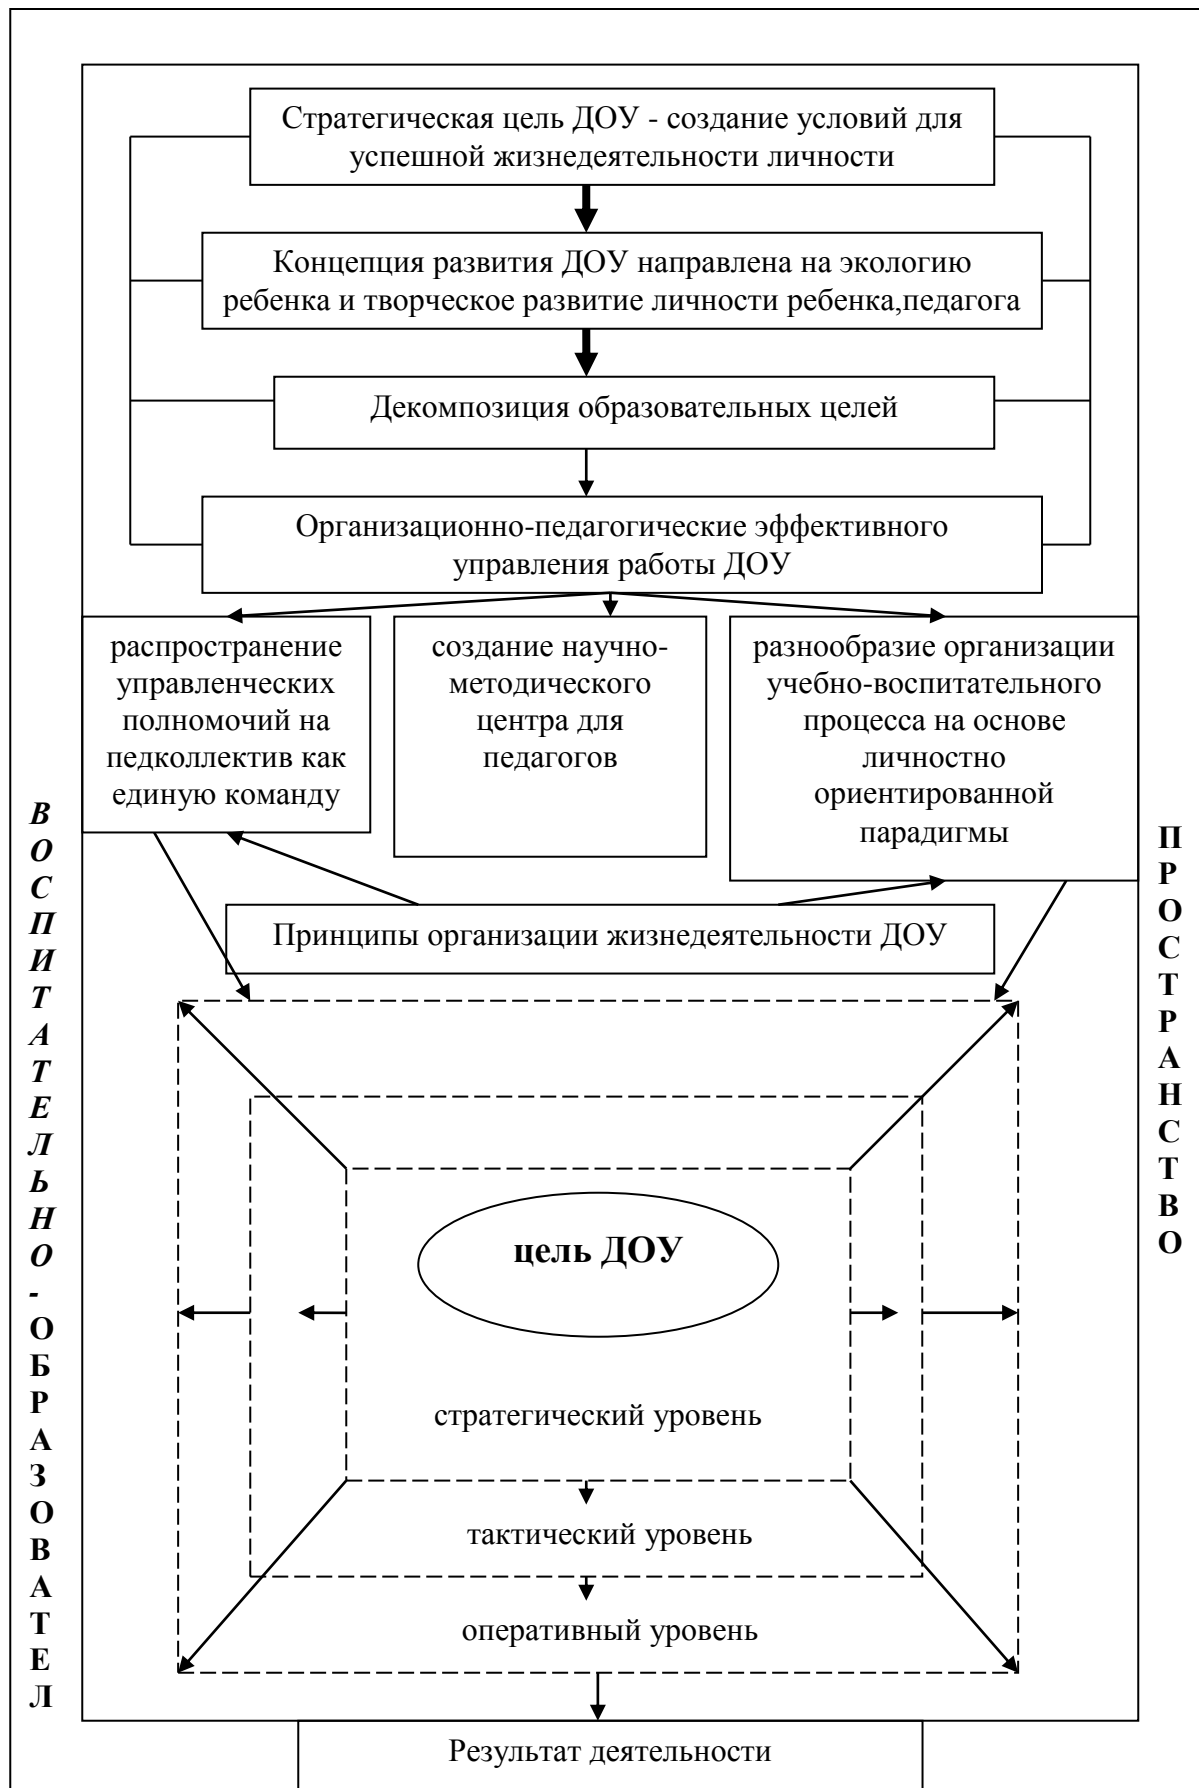 Стратегическая цель ДОУ - создание условий для
успешной жизнедеятельности личности
Концепция развития ДОУ направлена на экологию
ребенка и творческое развитие личности ребенка,педагога
Декомпозиция образовательных целей
Организационно-педагогические эффективного
управления работы ДОУ
распространение
управленческих
полномочий на
педколлектив как
единую команду
создание научно-
методического
центра для
педагогов
разнообразие организации
учебно-воспитательного
процесса на основе
личностно
ориентированной
парадигмы
Принципы организации жизнедеятельности ДОУ
цель ДОУ
стратегический уровень
тактический уровень
оперативный уровень
Результат деятельности
ВОСПИТАТЕЛЬНО-ОБРАЗОВАТЕЛ
ПРОСТРАНСТВО